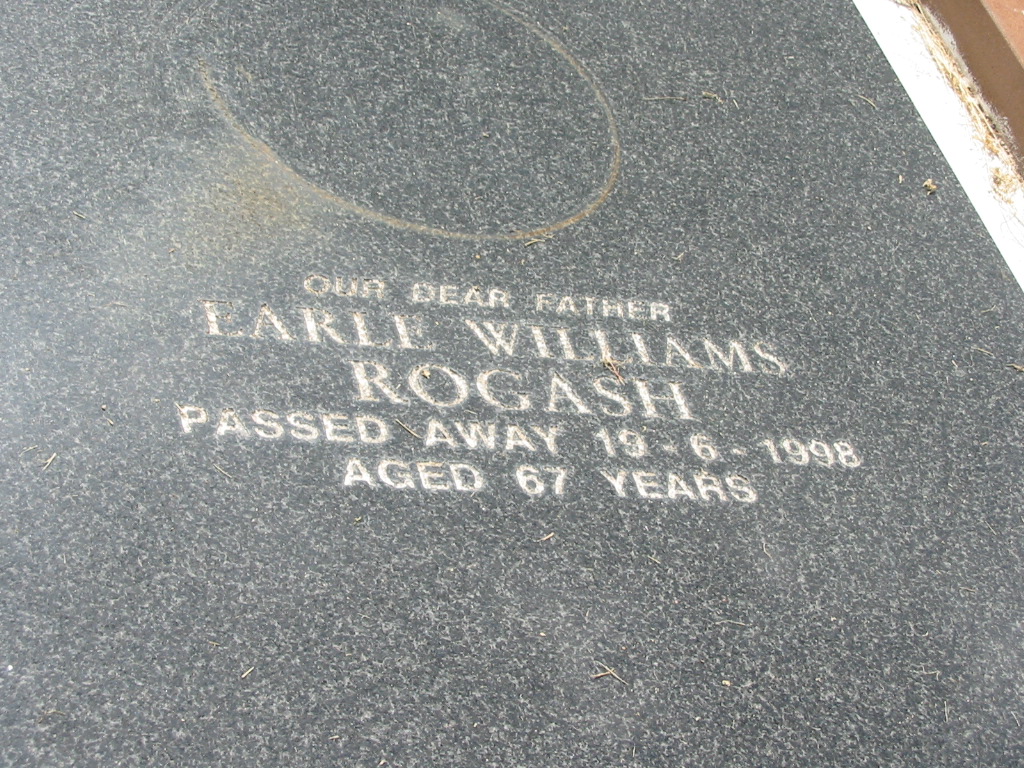 OUR DEAR FATHER
EARLE WILLIAMS
ROGASH
PASSED AWAY 19-6-1998
AGED 67 YEARS